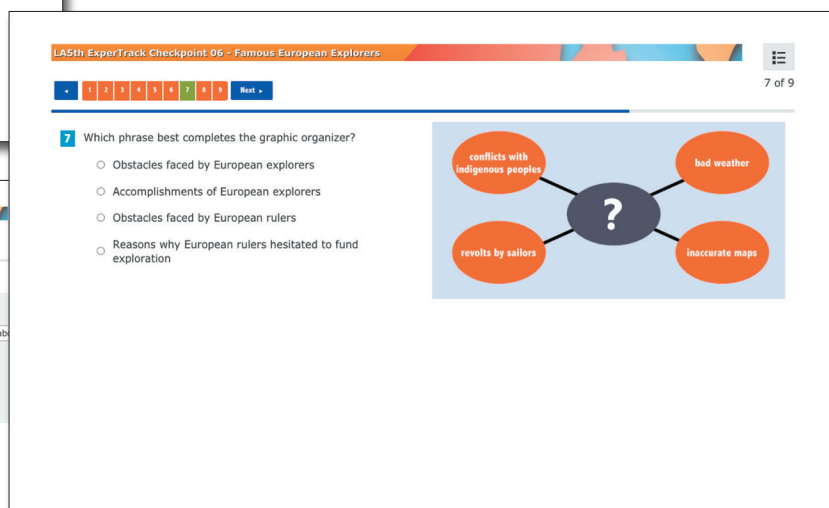 LA5th ExperTrack Checkpoint 06 - Famous European Explorers
7 of 9
1 2 3 4 5 6 7 8 9 Next
7 Which phrase best completes the graphic organizer?
Obstacles faced by European explorers
Accomplishments of European explorers
Obstacles faced by European rulers
Reasons why European rulers hesitated to fund
exploration
conflicts with
indigenous peoples
bad weather
?
revolts by sailors
inaccurate maps